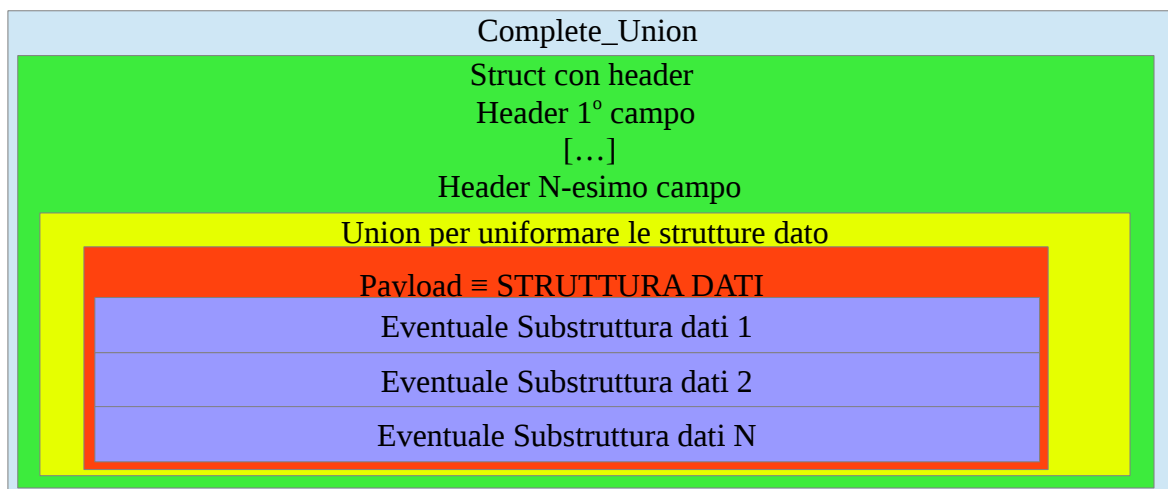 Complete_Union
Struct con header
Header 1º campo
[…]
Header N-esimo campo
Union per uniformare le strutture dato
Payload ≡ STRUTTURA DATI
Eventuale Substruttura dati 1
Eventuale Substruttura dati 2
Eventuale Substruttura dati N